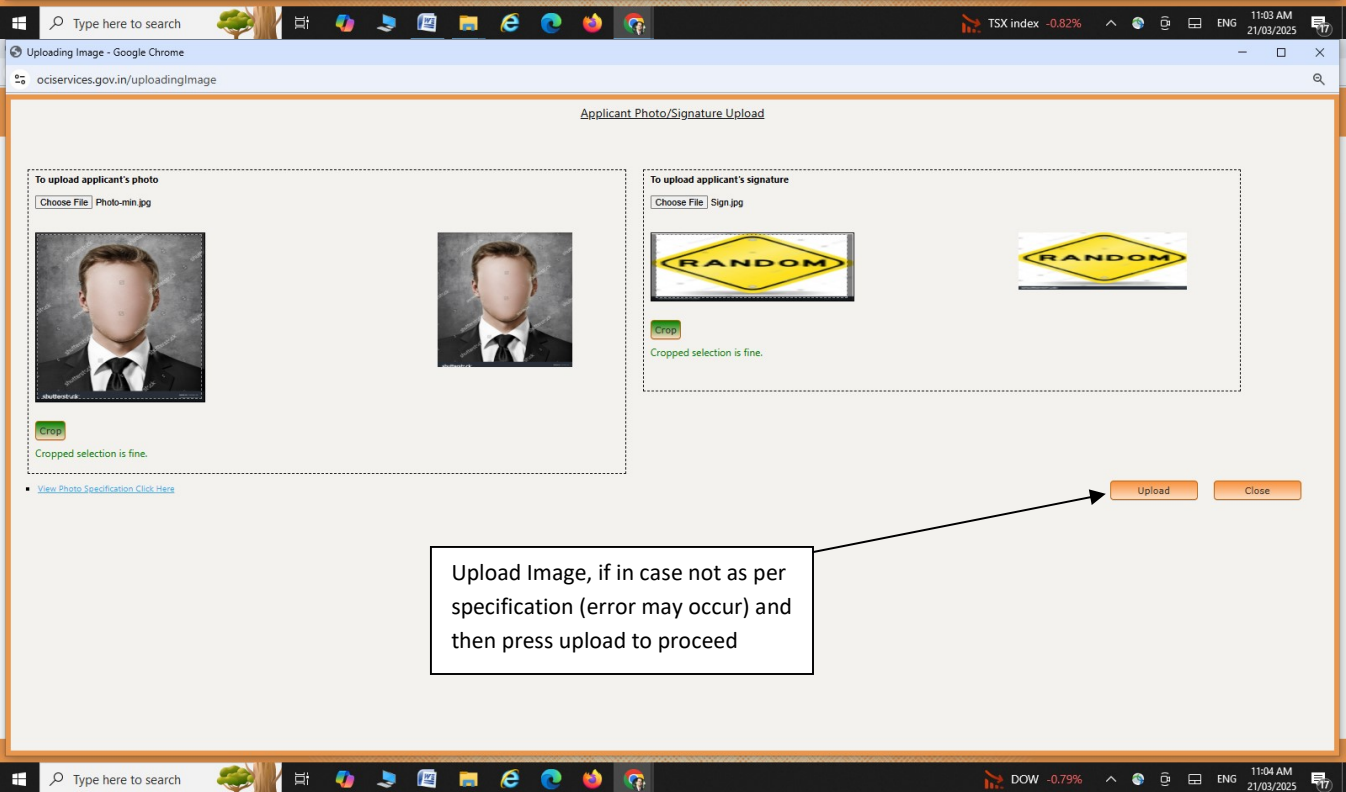 Type here to search
TSX index -0.82%
ENG
11:03 AM
21/03/2025
17
Uploading Image - Google Chrome
ociservices.gov.in/uploadingImage
Applicant Photo/Signature Upload
To upload applicant's photo
Choose File Photo-min.jpg
shutterstock
Crop
Cropped selection is fine.
View Photo Specification Click Here
To upload applicant's signature
Choose File Sign.jpg
RANDOM
RANDOM
Crop
Cropped selection is fine.
Upload Close
Upload Image, if in case not as per
specification (error may occur) and
then press upload to proceed
Type here to search
DOW -0.79%
ENG
11:04 AM
21/03/2025
17